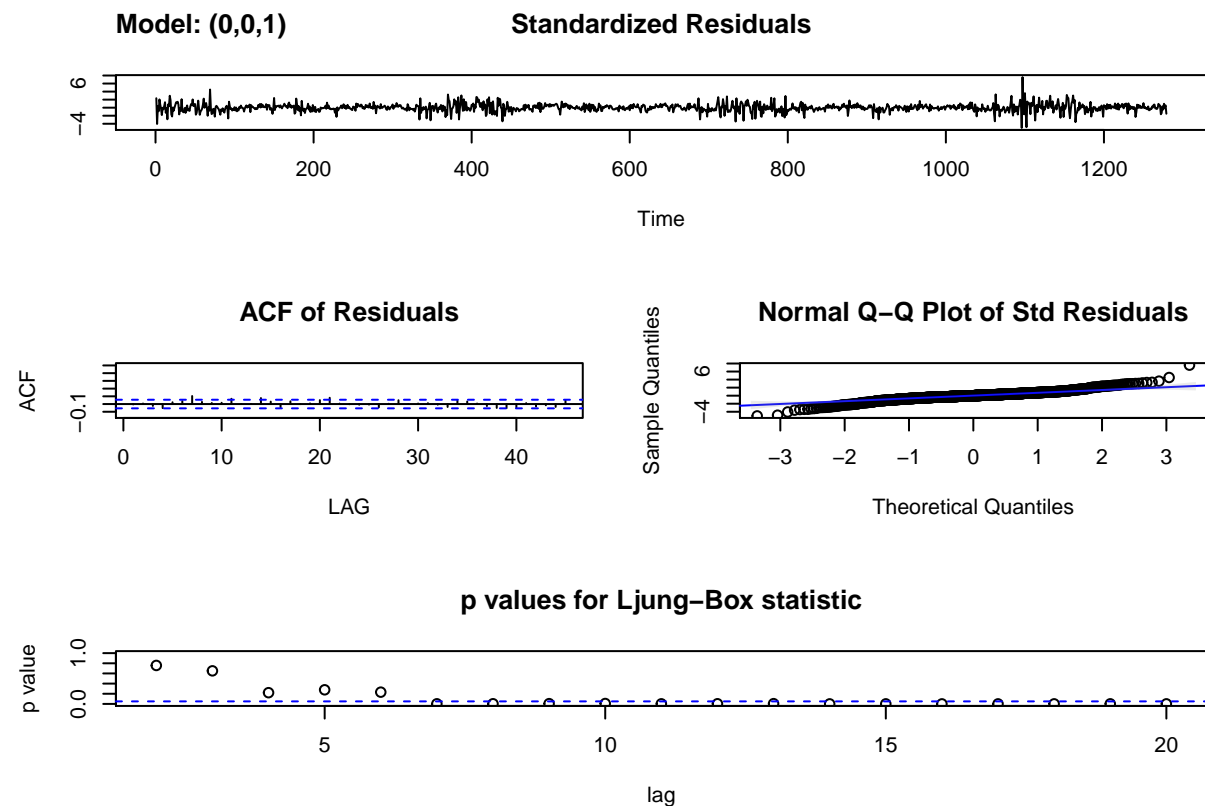 Model: (0,0,1) Standardized Residuals
6
−4
0 200 400 600 800 1000 1200
Time
ACF of Residuals
ACF
−0.1
0 10 20 30 40
LAG
Normal Q−Q Plot of Std Residuals
Sample Quantiles
6
−4
−3 −2 −1 0 1 2 3
Theoretical Quantiles
p values for Ljung−Box statistic
p value
1.0
0.0
5 10 15 20
lag